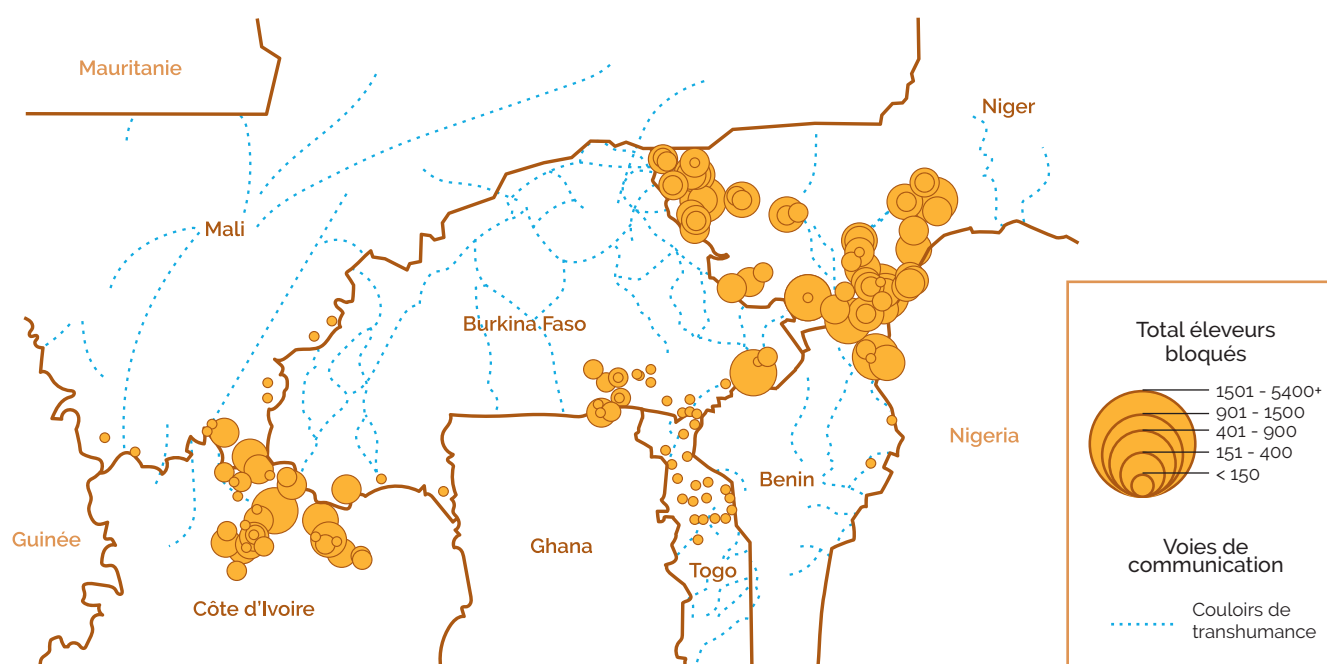 Mauritanie
Niger
Mali
Burkina Faso
Nigeria
Benin
Guinée
Ghana
Togo
Côte d'Ivoire
Total éleveurs
bloqués
1501 - 5400+
901 - 1500
401 - 900
151 - 400
< 150
Voies de
communication
Couloirs de
transhumance